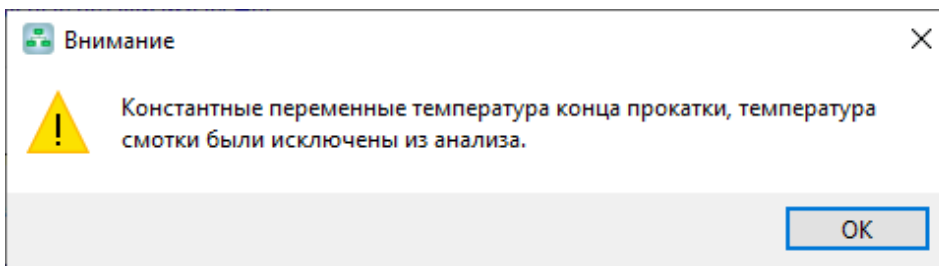 Внимание
Константные переменные температура конца прокатки, температура
смотки были исключены из анализа.
OK